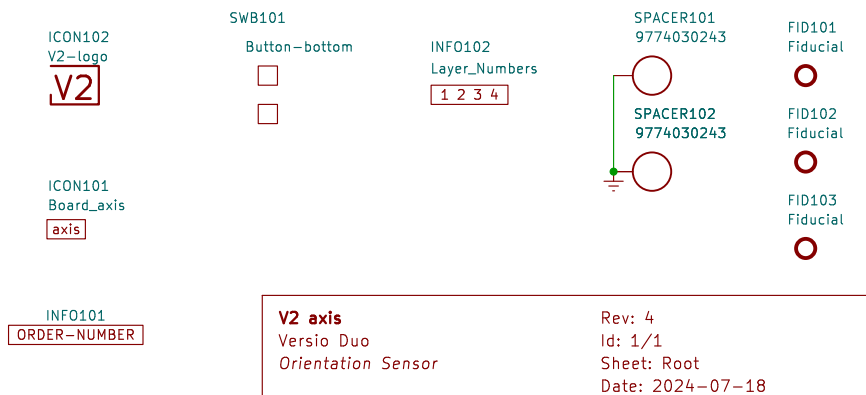 SWB101
Button-bottom
ICON102
V2-logo
V2
INFO102
Layer_Numbers
1 2 3 4
SPACER101
9774030243
FID101
Fiducial
SPACER102
9774030243
FID102
Fiducial
ICON101
Board_axis
axis
FID103
Fiducial
INFO101
ORDER-NUMBER
V2 axis
Versio Duo
Orientation Sensor
Rev: 4
Id: 1/1
Sheet: Root
Date: 2024-07-18